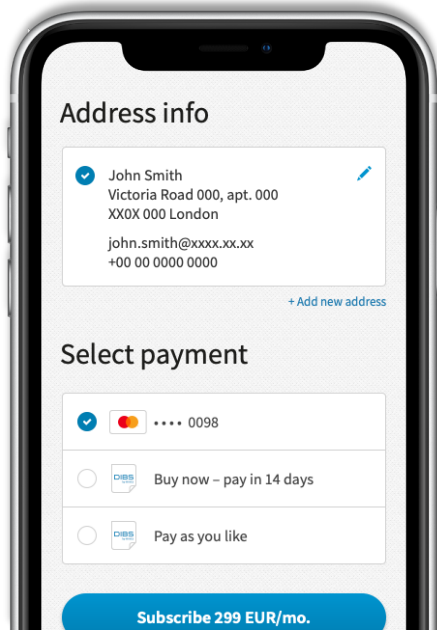 Address info
John Smith
Victoria Road 000, apt. 000
XX0X 000 London
john.smith@xxxx.xx.xx
+00 00 0000 0000
+ Add new address
Select payment
•••• 0098
DIBS
Buy now – pay in 14 days
DIBS
Pay as you like
Subscribe 299 EUR/mo.